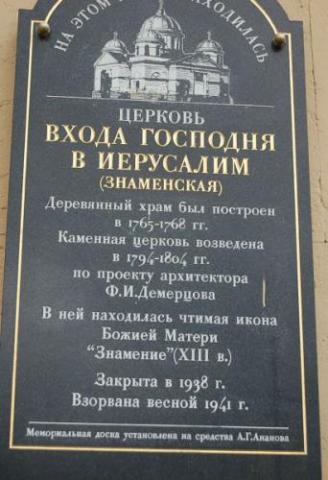 НА ЭТОМ НАХОДИЛАСЬ
ЦЕРКОВЬ
ВХОДА ГОСПОДНЯ
В ИЕРУСАЛИМ
(ЗНАМЕНСКАЯ)
Деревянный храм был построен
в 1765-1768 гг.
Каменная церковь возведена
в 1794-1804 гг.
по проекту архитектора
Ф.И.Демерцова
В ней находилась чтимая икона
Божией Матери
"Знамение"(XIII в.)
Закрыта в 1938 г.
Взорвана весной 1941 г.
Мемориальная доска установлена на средства А.Г.Ананова